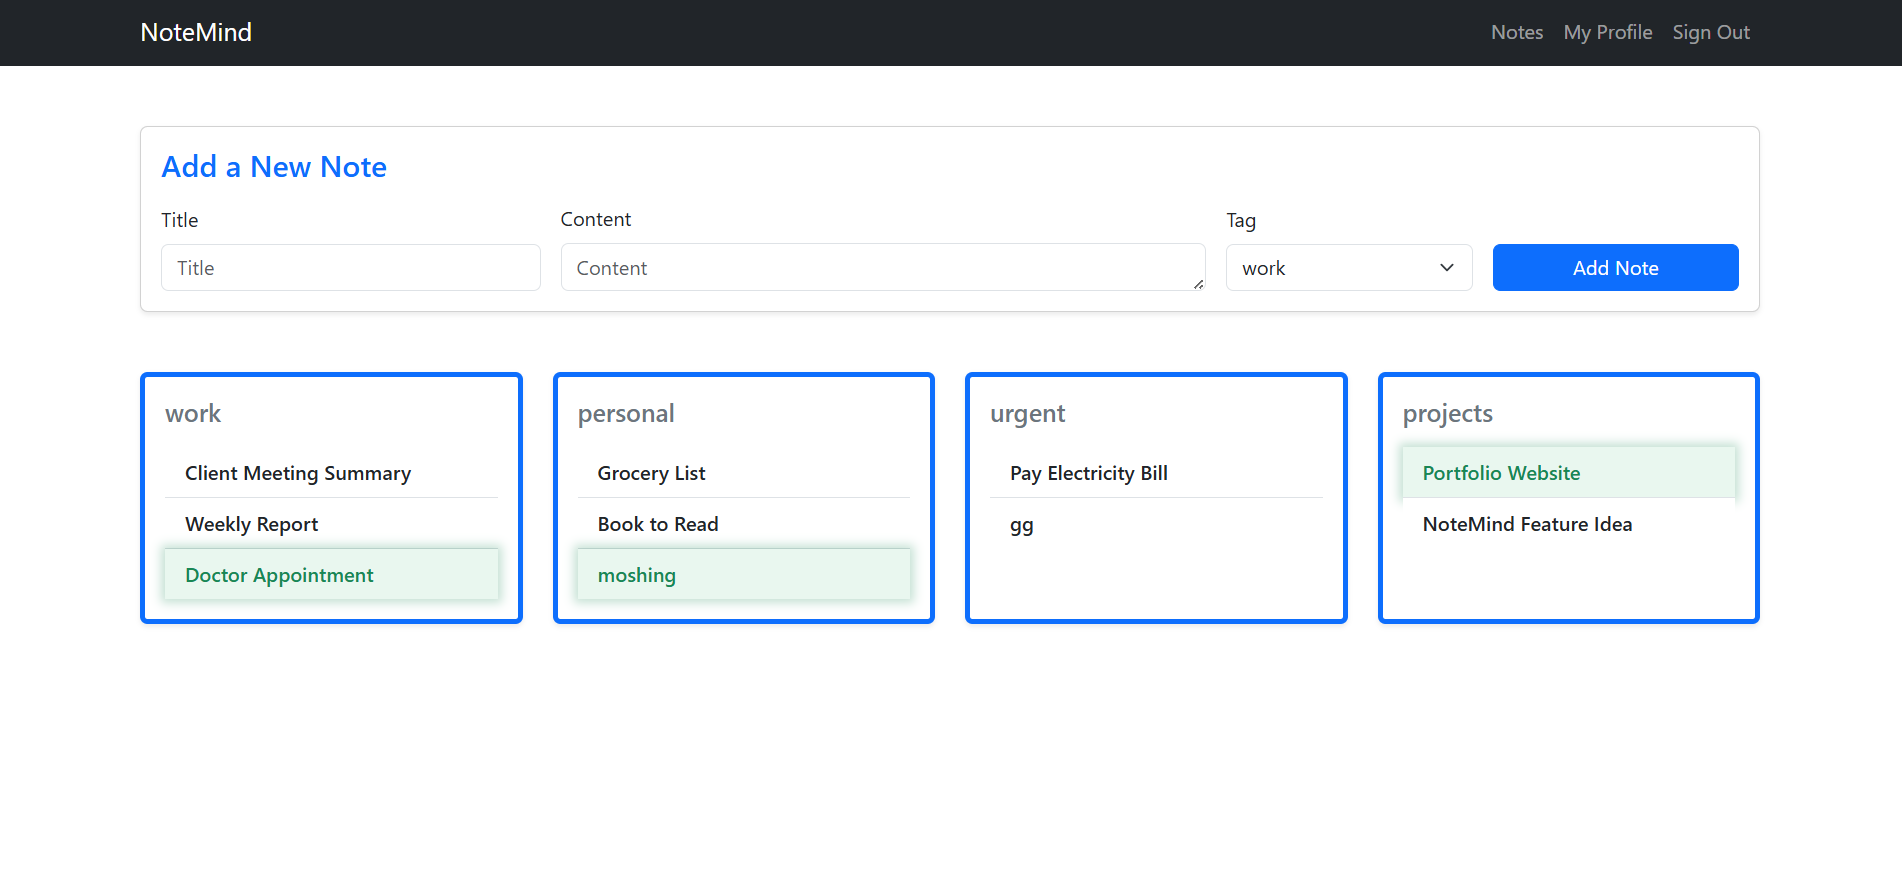 NoteMind
Notes My Profile Sign Out
Add a New Note
Title
Content
Tag
Title
Content
work
Add Note
work
Client Meeting Summary
Weekly Report
Doctor Appointment
personal
Grocery List
Book to Read
moshing
urgent
Pay Electricity Bill
gg
projects
Portfolio Website
NoteMind Feature Idea